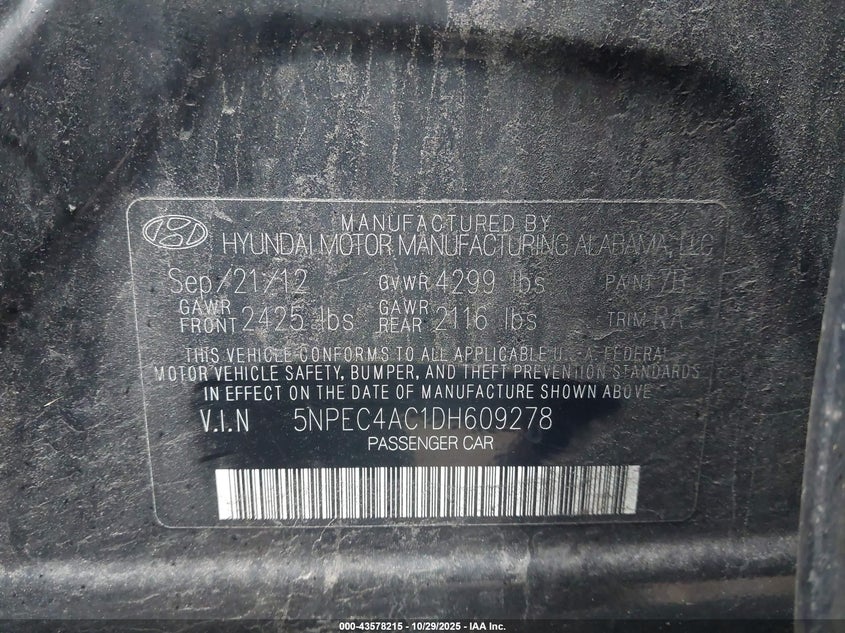 MANUFACTURED BY
HYUNDAI MOTOR MANUFACTURING ALABAMA, LLC
Sep/21/12 GVWR 4299 lbs PAINT 7B
GAWR FRONT 2425 lbs GAWR REAR 2116 lbs TRIM RA
THIS VEHICLE CONFORMS TO ALL APPLICABLE U.S.A. FEDERAL
MOTOR VEHICLE SAFETY, BUMPER, AND THEFT PREVENTION STANDARDS
IN EFFECT ON THE DATE OF MANUFACTURE SHOWN ABOVE
V.I.N 5NPEC4AC1DH609278
PASSENGER CAR
000-43578215 - 10/29/2025 - IAA Inc.